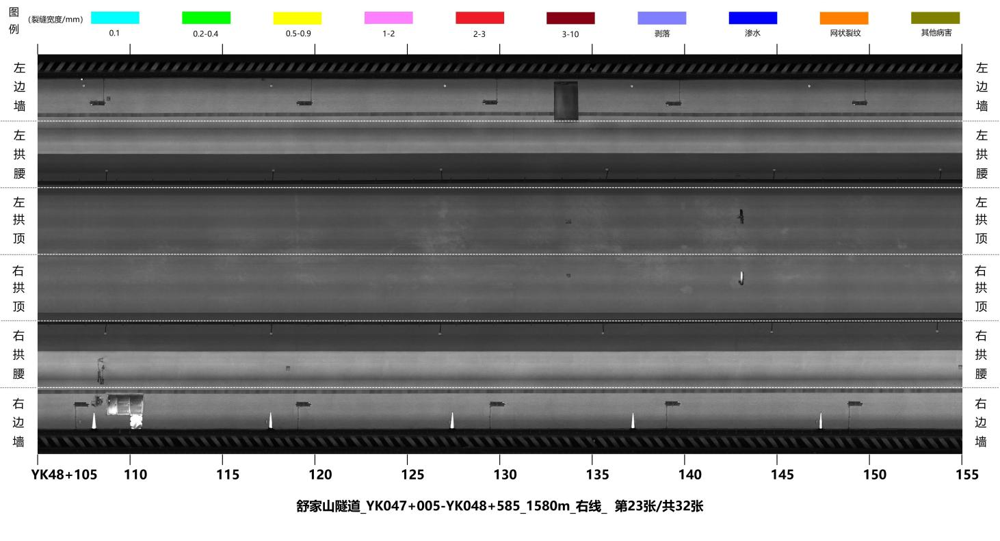 图例
(裂缝宽度/mm)
0.1
0.2-0.4
0.5-0.9
1-2
2-3
3-10
剥落
渗水
网状裂纹
其他病害
左边墙
左边墙
左拱腰
左拱腰
左拱顶
左拱顶
右拱顶
右拱顶
右拱腰
右拱腰
右边墙
右边墙
YK48+105 110 115 120 125 130 135 140 145 150 155
舒家山隧道_YK047+005-YK048+585_1580m_右线_ 第23张/共32张